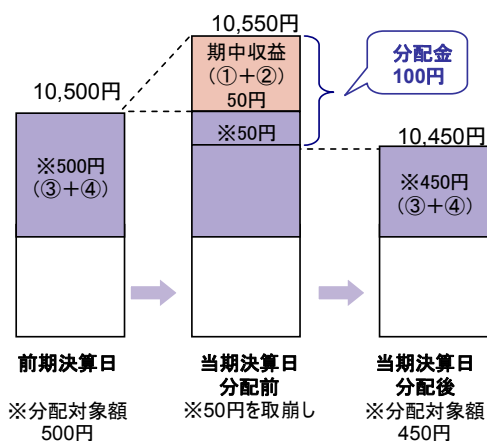 10,500円
※500円
(③+④)
前期決算日
※分配対象額
500円
10,550円
期中収益
(①+②)
50円
※50円
分配金
100円
当期決算日
分配前
※50円を取崩し
10,450円
※450円
(③+④)
当期決算日
分配後
※分配対象額
450円